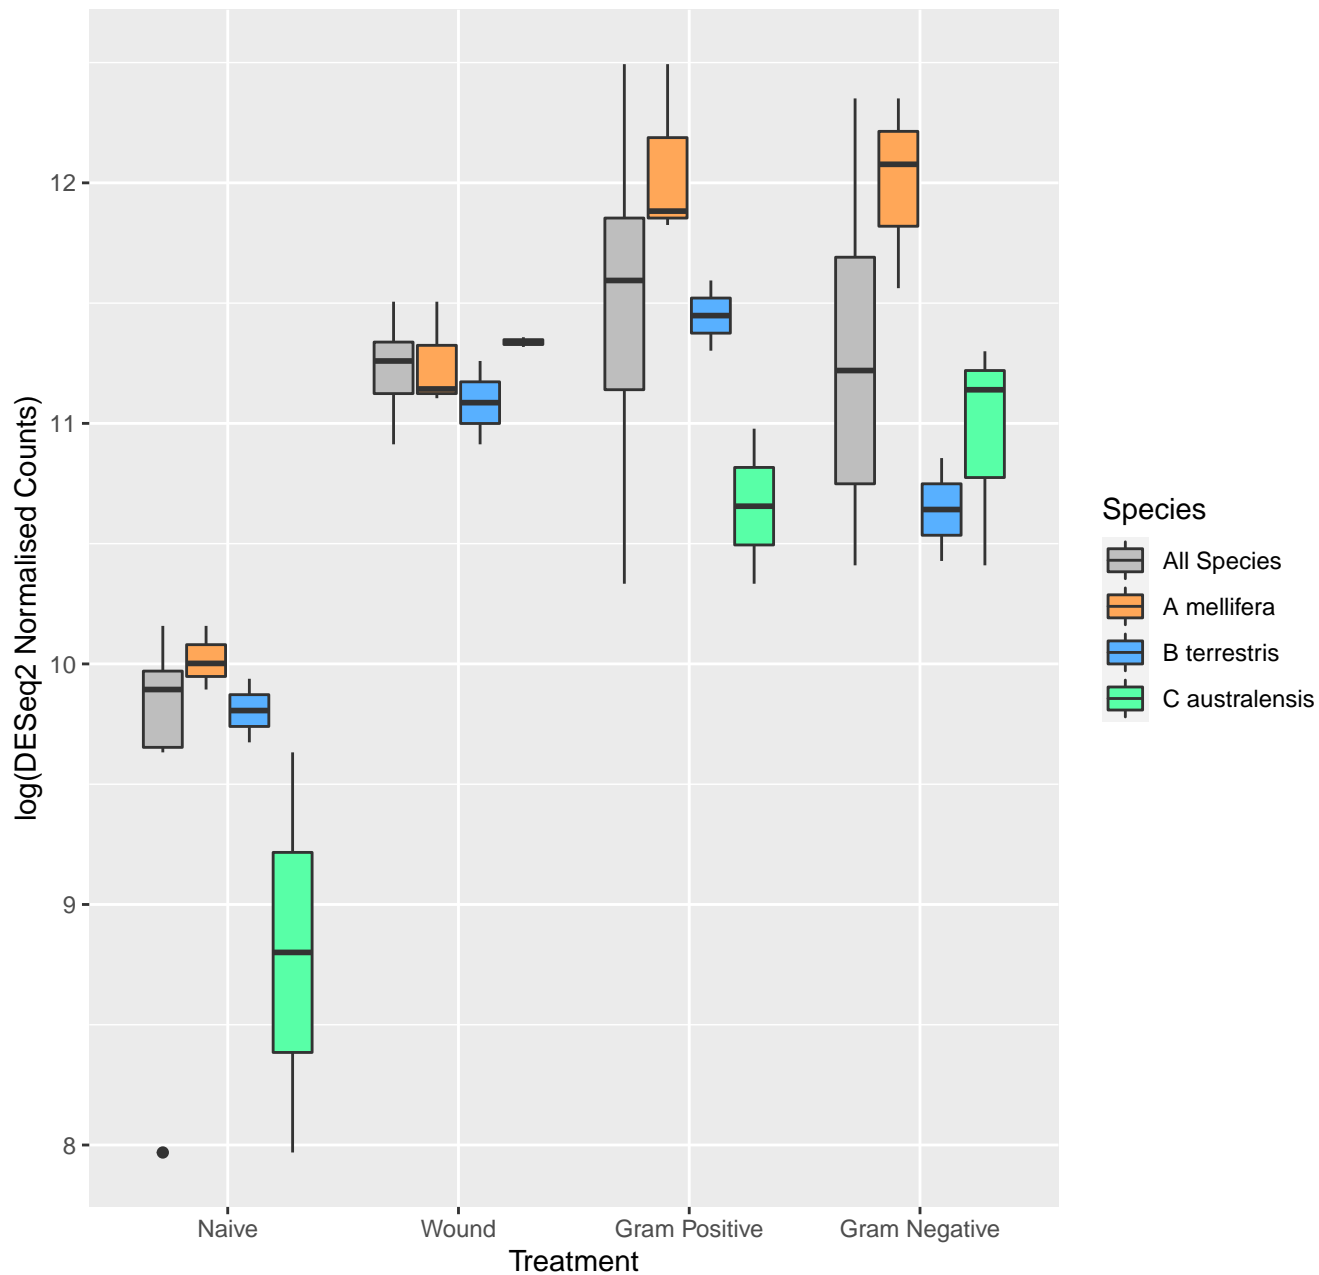 12
11
10
9
8
log(DESeq2 Normalised Counts)
Naive
Wound
Gram Positive
Gram Negative
Treatment
Species
All Species
A mellifera
B terrestris
C australensis